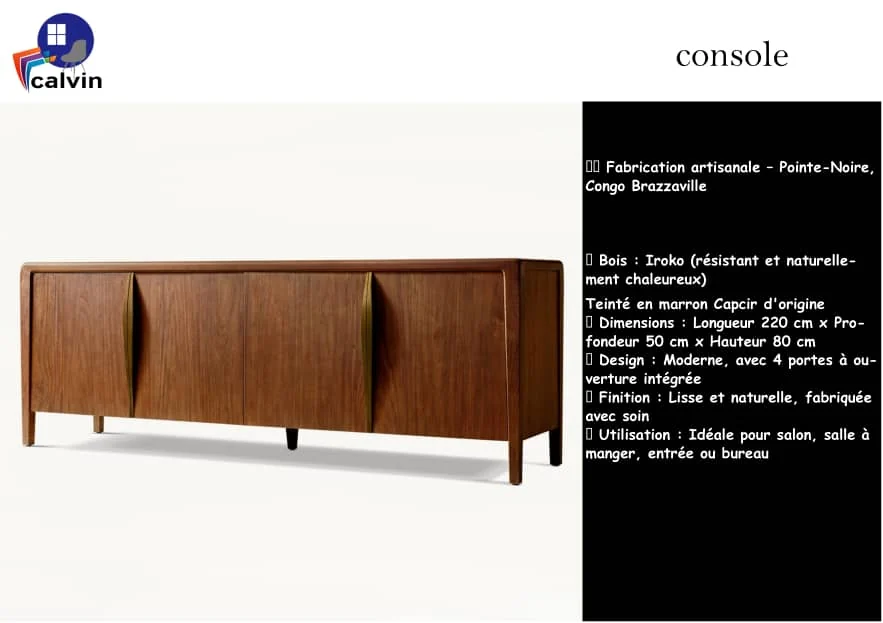 calvin
console
▯▯ Fabrication artisanale – Pointe-Noire,
Congo Brazzaville
▯ Bois : Iroko (résistant et naturelle-
ment chaleureux)
Teinté en marron Capcir d'origine
▯ Dimensions : Longueur 220 cm x Pro-
fondeur 50 cm x Hauteur 80 cm
▯ Design : Moderne, avec 4 portes à ou-
verture intégrée
▯ Finition : Lisse et naturelle, fabriquée
avec soin
▯ Utilisation : Idéale pour salon, salle à
manger, entrée ou bureau